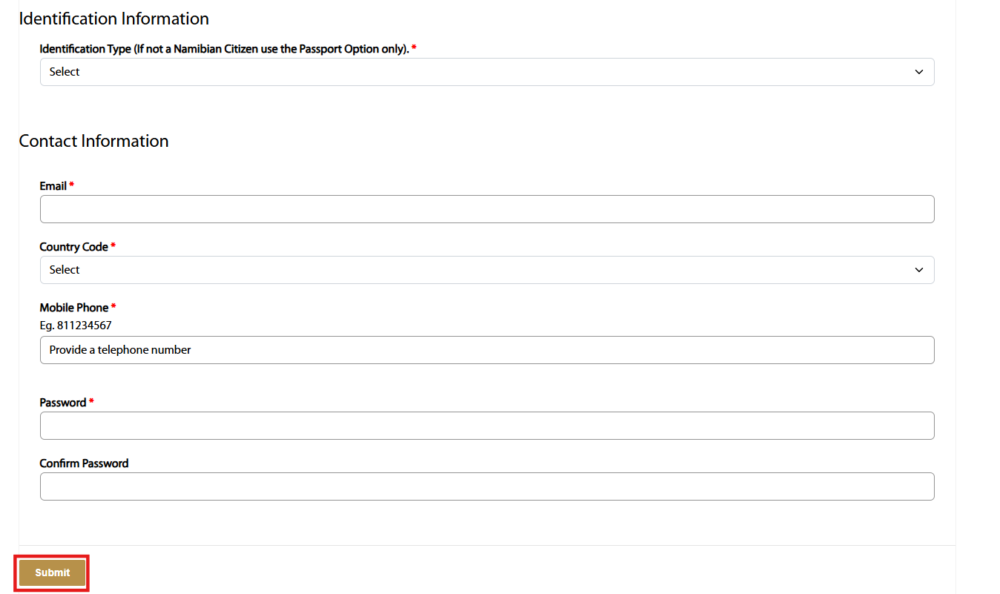 Identification Information
Identification Type (If not a Namibian Citizen use the Passport Option only). *
Select
Contact Information
Email *
Country Code *
Select
Mobile Phone *
Eg. 811234567
Provide a telephone number
Password *
Confirm Password
Submit